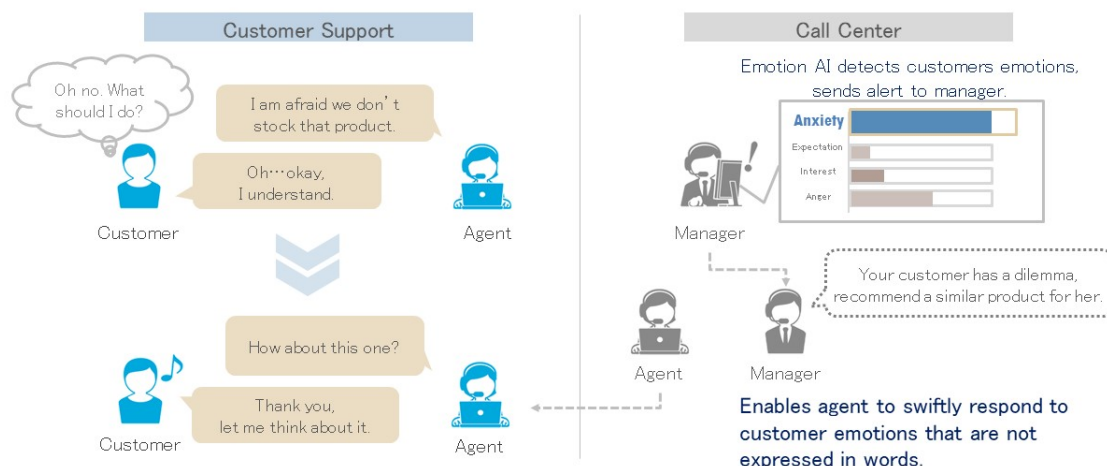 Customer Support
Oh no. What
should I do?
I am afraid we don't
stock that product.
Oh…okay,
I understand.
Customer
Agent
How about this one?
Thank you,
let me think about it.
Customer
Agent
Call Center
Emotion AI detects customers emotions,
sends alert to manager.
Anxiety
Expectation
Interest
Anger
!
Manager
Your customer has a dilemma,
recommend a similar product for her.
Agent
Manager
Enables agent to swiftly respond to
customer emotions that are not
expressed in words.